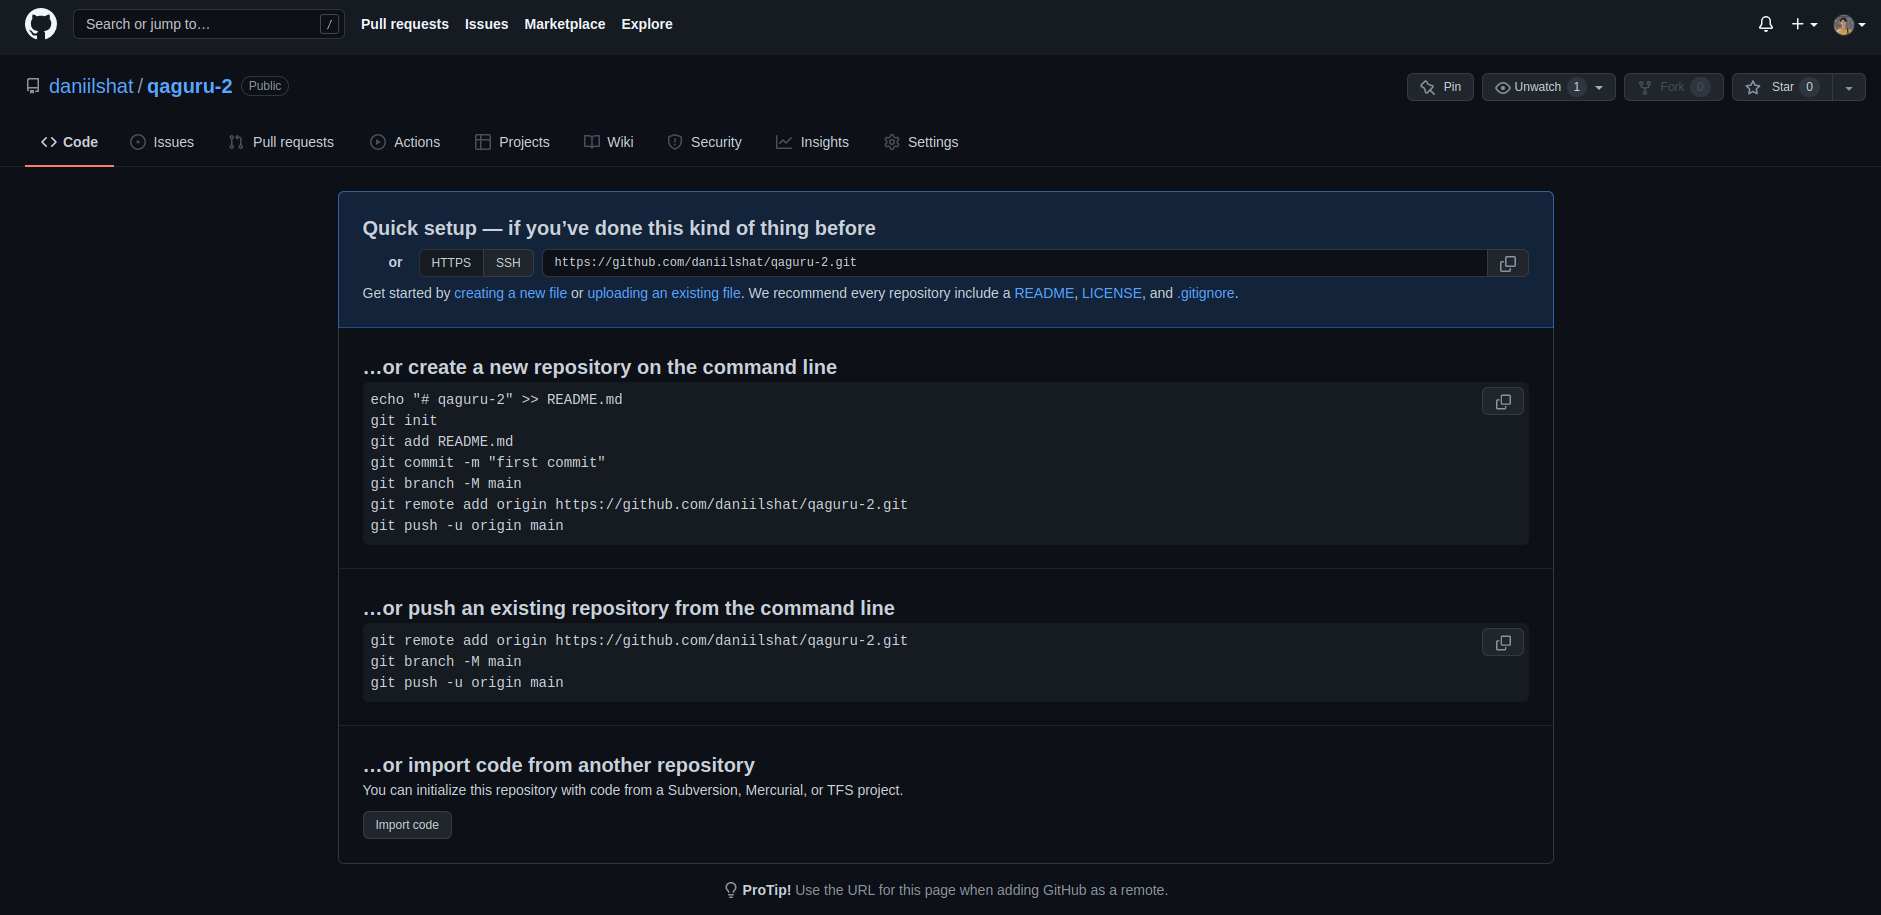 Search or jump to… /
Pull requests Issues Marketplace Explore
daniilshat / qaguru-2 Public
Pin Unwatch 1 Fork 0 Star 0
Code Issues Pull requests Actions Projects Wiki Security Insights Settings
Quick setup — if you’ve done this kind of thing before
or HTTPS SSH https://github.com/daniilshat/qaguru-2.git
Get started by creating a new file or uploading an existing file. We recommend every repository include a README, LICENSE, and .gitignore.
…or create a new repository on the command line
echo "# qaguru-2" >> README.md
git init
git add README.md
git commit -m "first commit"
git branch -M main
git remote add origin https://github.com/daniilshat/qaguru-2.git
git push -u origin main
…or push an existing repository from the command line
git remote add origin https://github.com/daniilshat/qaguru-2.git
git branch -M main
git push -u origin main
…or import code from another repository
You can initialize this repository with code from a Subversion, Mercurial, or TFS project.
Import code
ProTip! Use the URL for this page when adding GitHub as a remote.